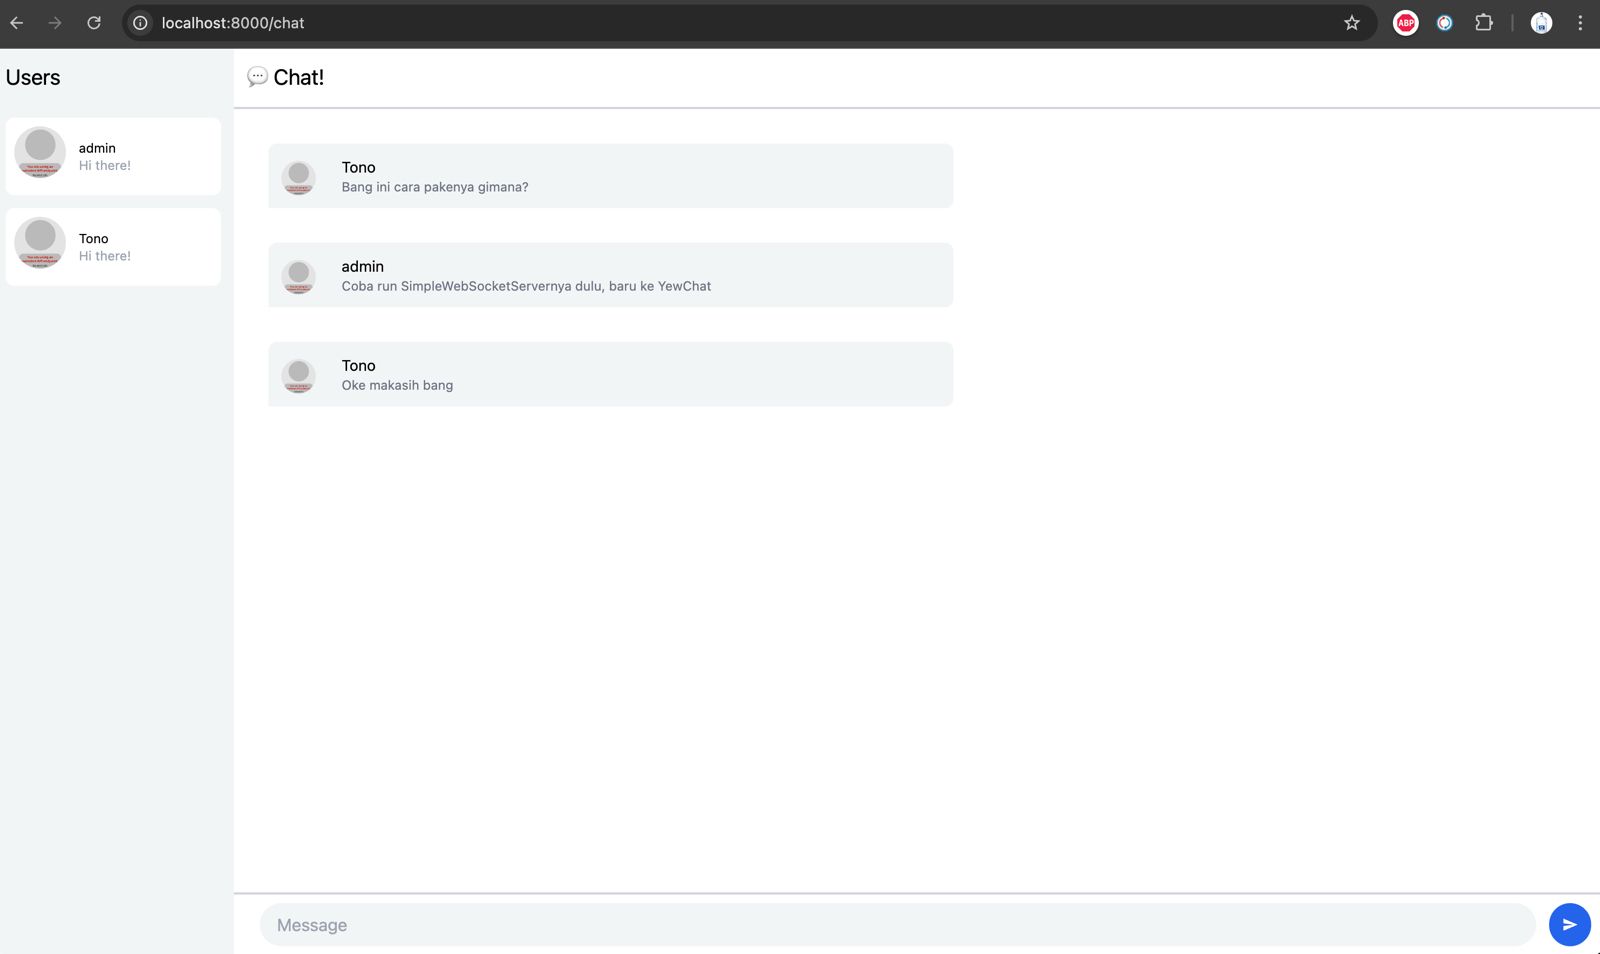 localhost:8000/chat
ABP
Users
💬 Chat!
admin
Hi there!
Tono
Hi there!
Tono
Bang ini cara pakenya gimana?
admin
Coba run SimpleWebSocketServernya dulu, baru ke YewChat
Tono
Oke makasih bang
Message